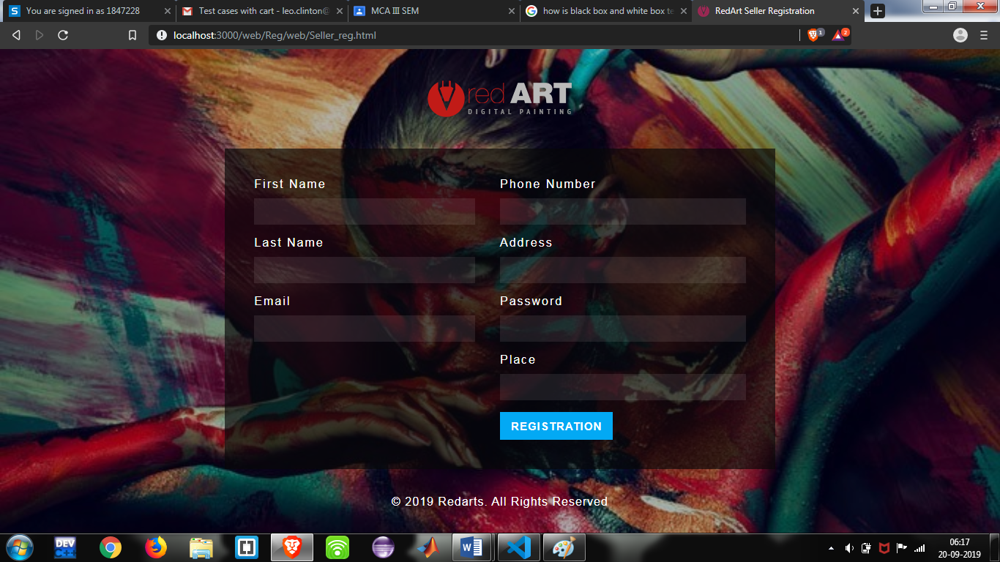 You are signed in as 1847228
Test cases with cart - leo.clinton@
MCA III SEM
how is black box and white box te
RedArt Seller Registration
localhost:3000/web/Reg/web/Seller_reg.html
1
2
red ART
DIGITAL PAINTING
First Name
Phone Number
Last Name
Address
Email
Password
Place
REGISTRATION
© 2019 Redarts. All Rights Reserved
DEV
C++
W
06:17
20-09-2019